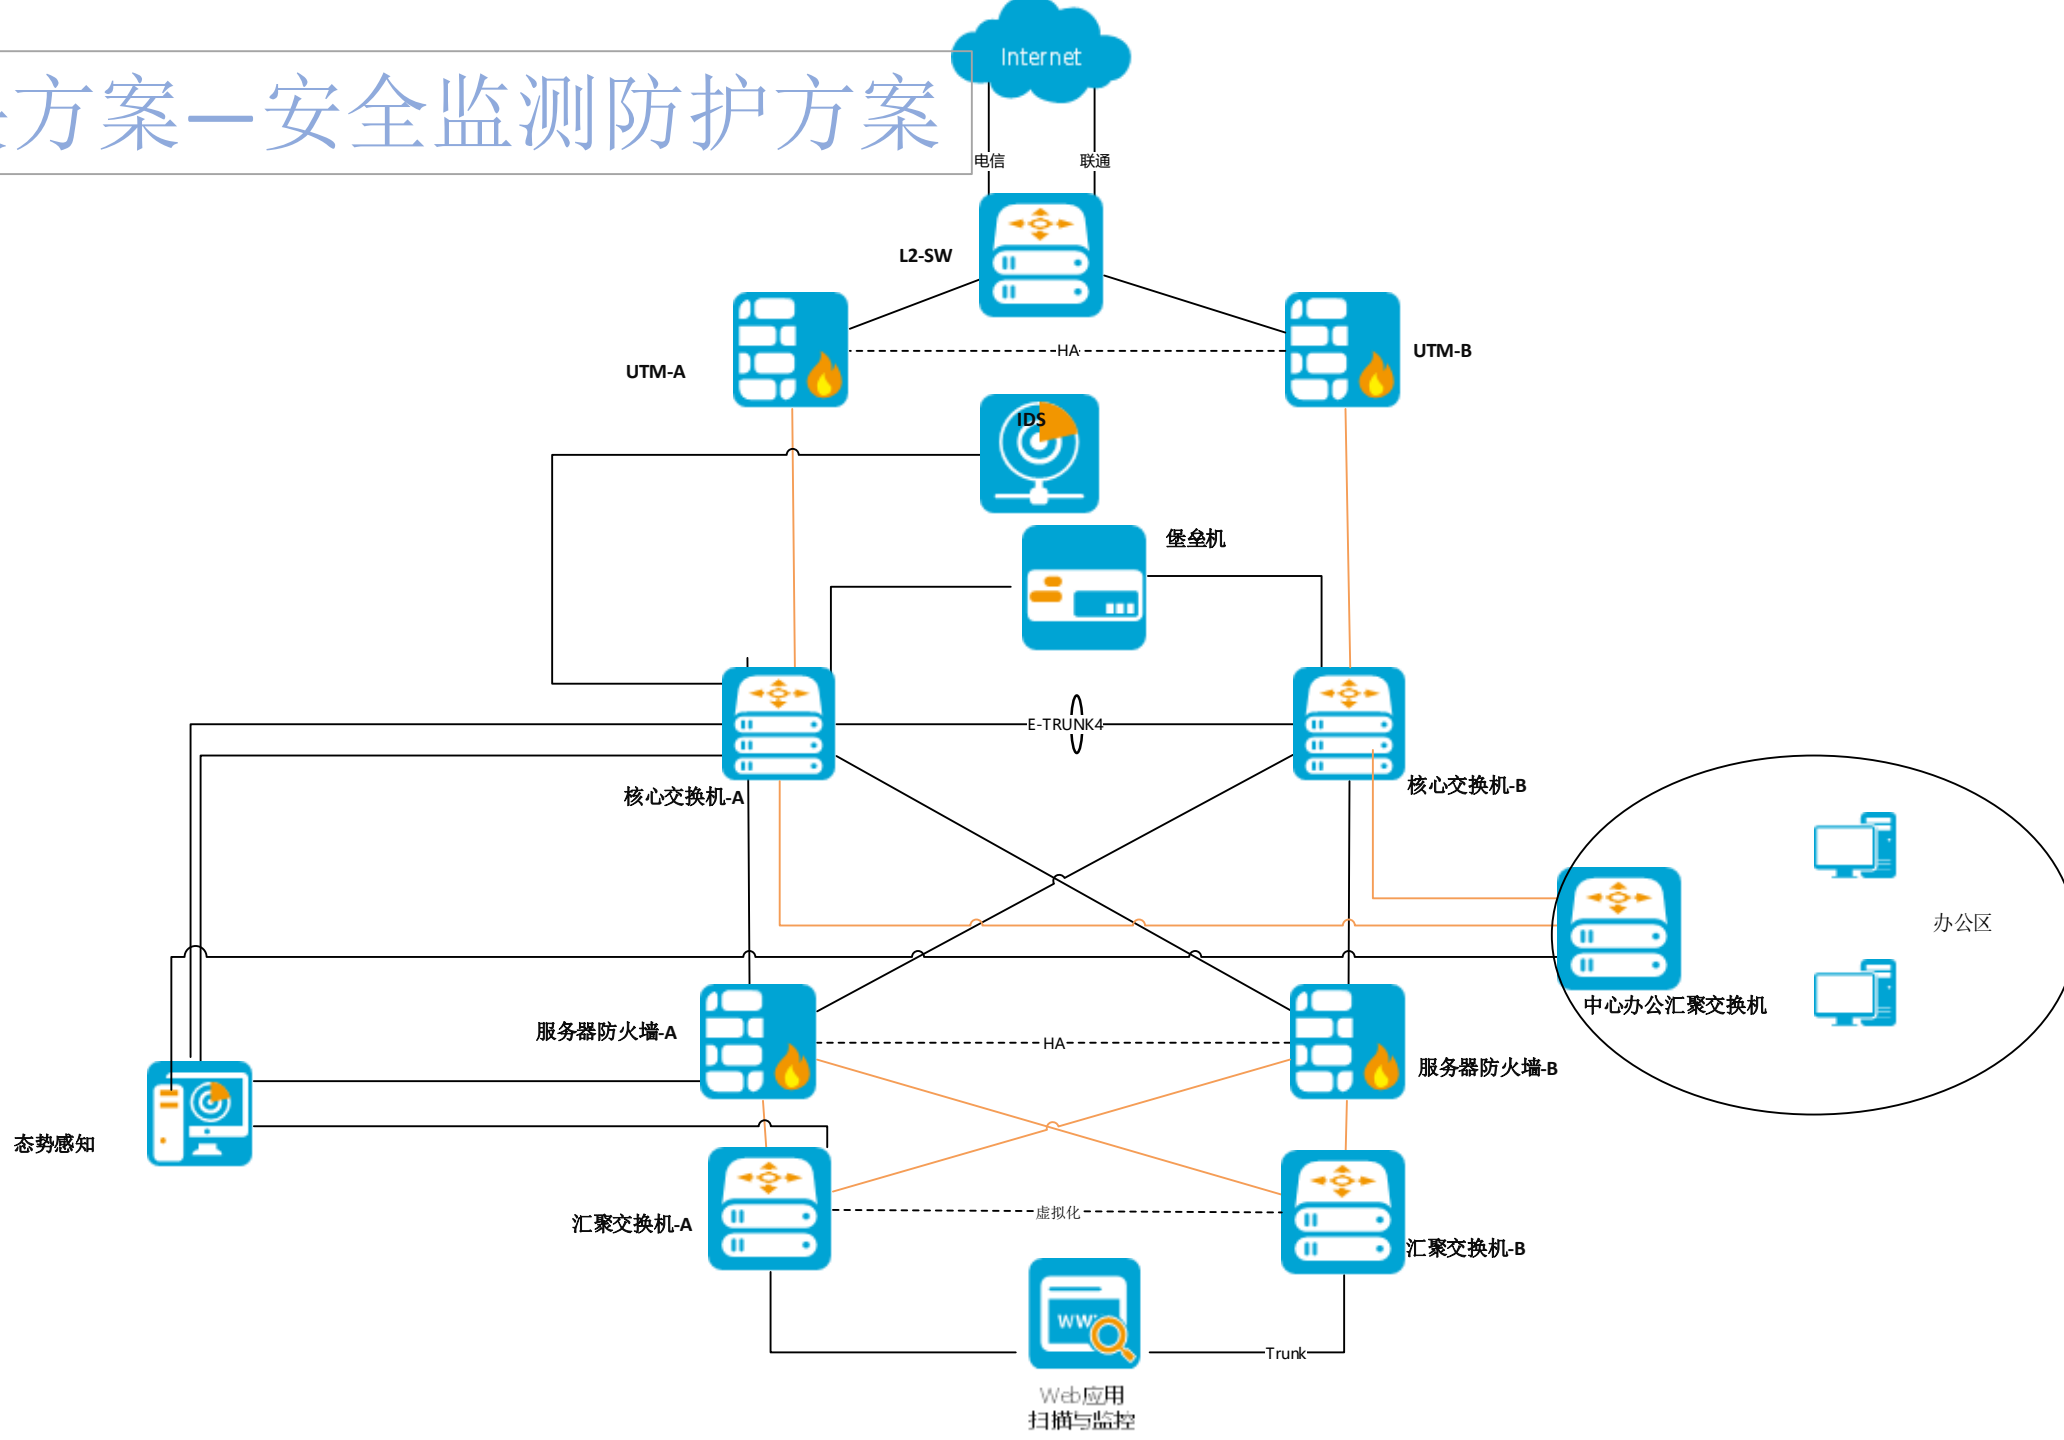 Internet
方案—安全监测防护方案
电信
联通
L2-SW
UTM-A
HA
UTM-B
IDS
堡垒机
E-TRUNK4
核心交换机-A
核心交换机-B
办公区
中心办公汇聚交换机
服务器防火墙-A
HA
服务器防火墙-B
态势感知
汇聚交换机-A
虚拟化
汇聚交换机-B
WW
Trunk
Web应用
扫描与监控